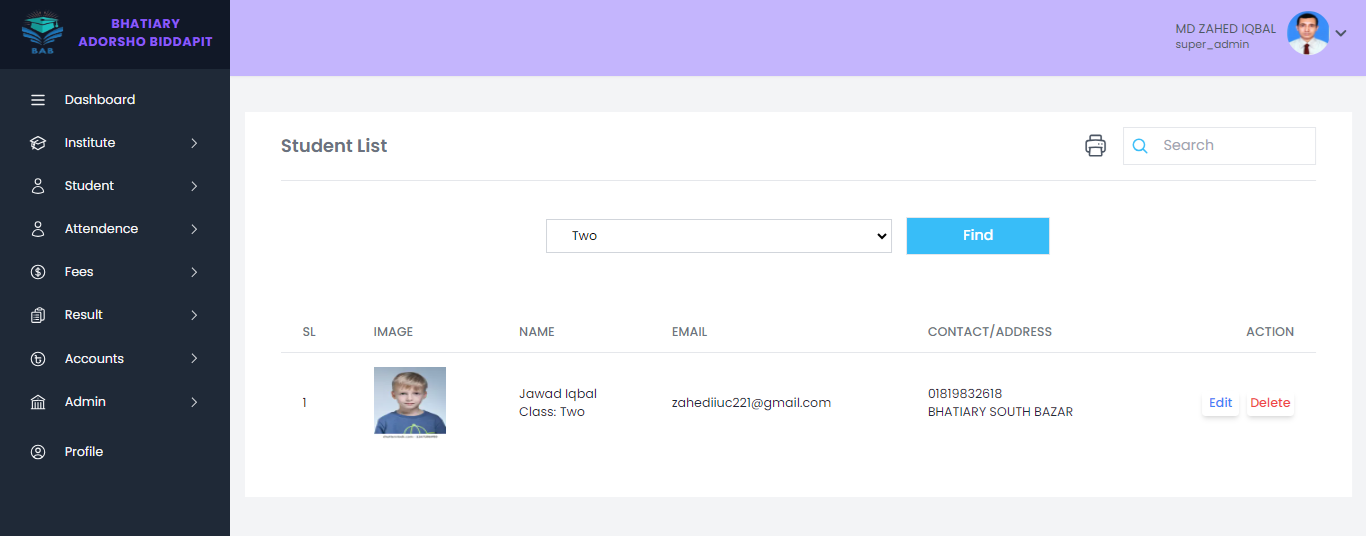 BHATIARY
ADORSHO BIDDAPIT
BAB
MD ZAHED IQBAL
super_admin
Dashboard
Institute
Student
Attendence
Fees
Result
Accounts
Admin
Profile
Student List
Search
Two
Find
SL IMAGE NAME EMAIL CONTACT/ADDRESS ACTION
1 Jawad Iqbal zahediiuc221@gmail.com 01819832618 Edit Delete
Class: Two BHATIARY SOUTH BAZAR